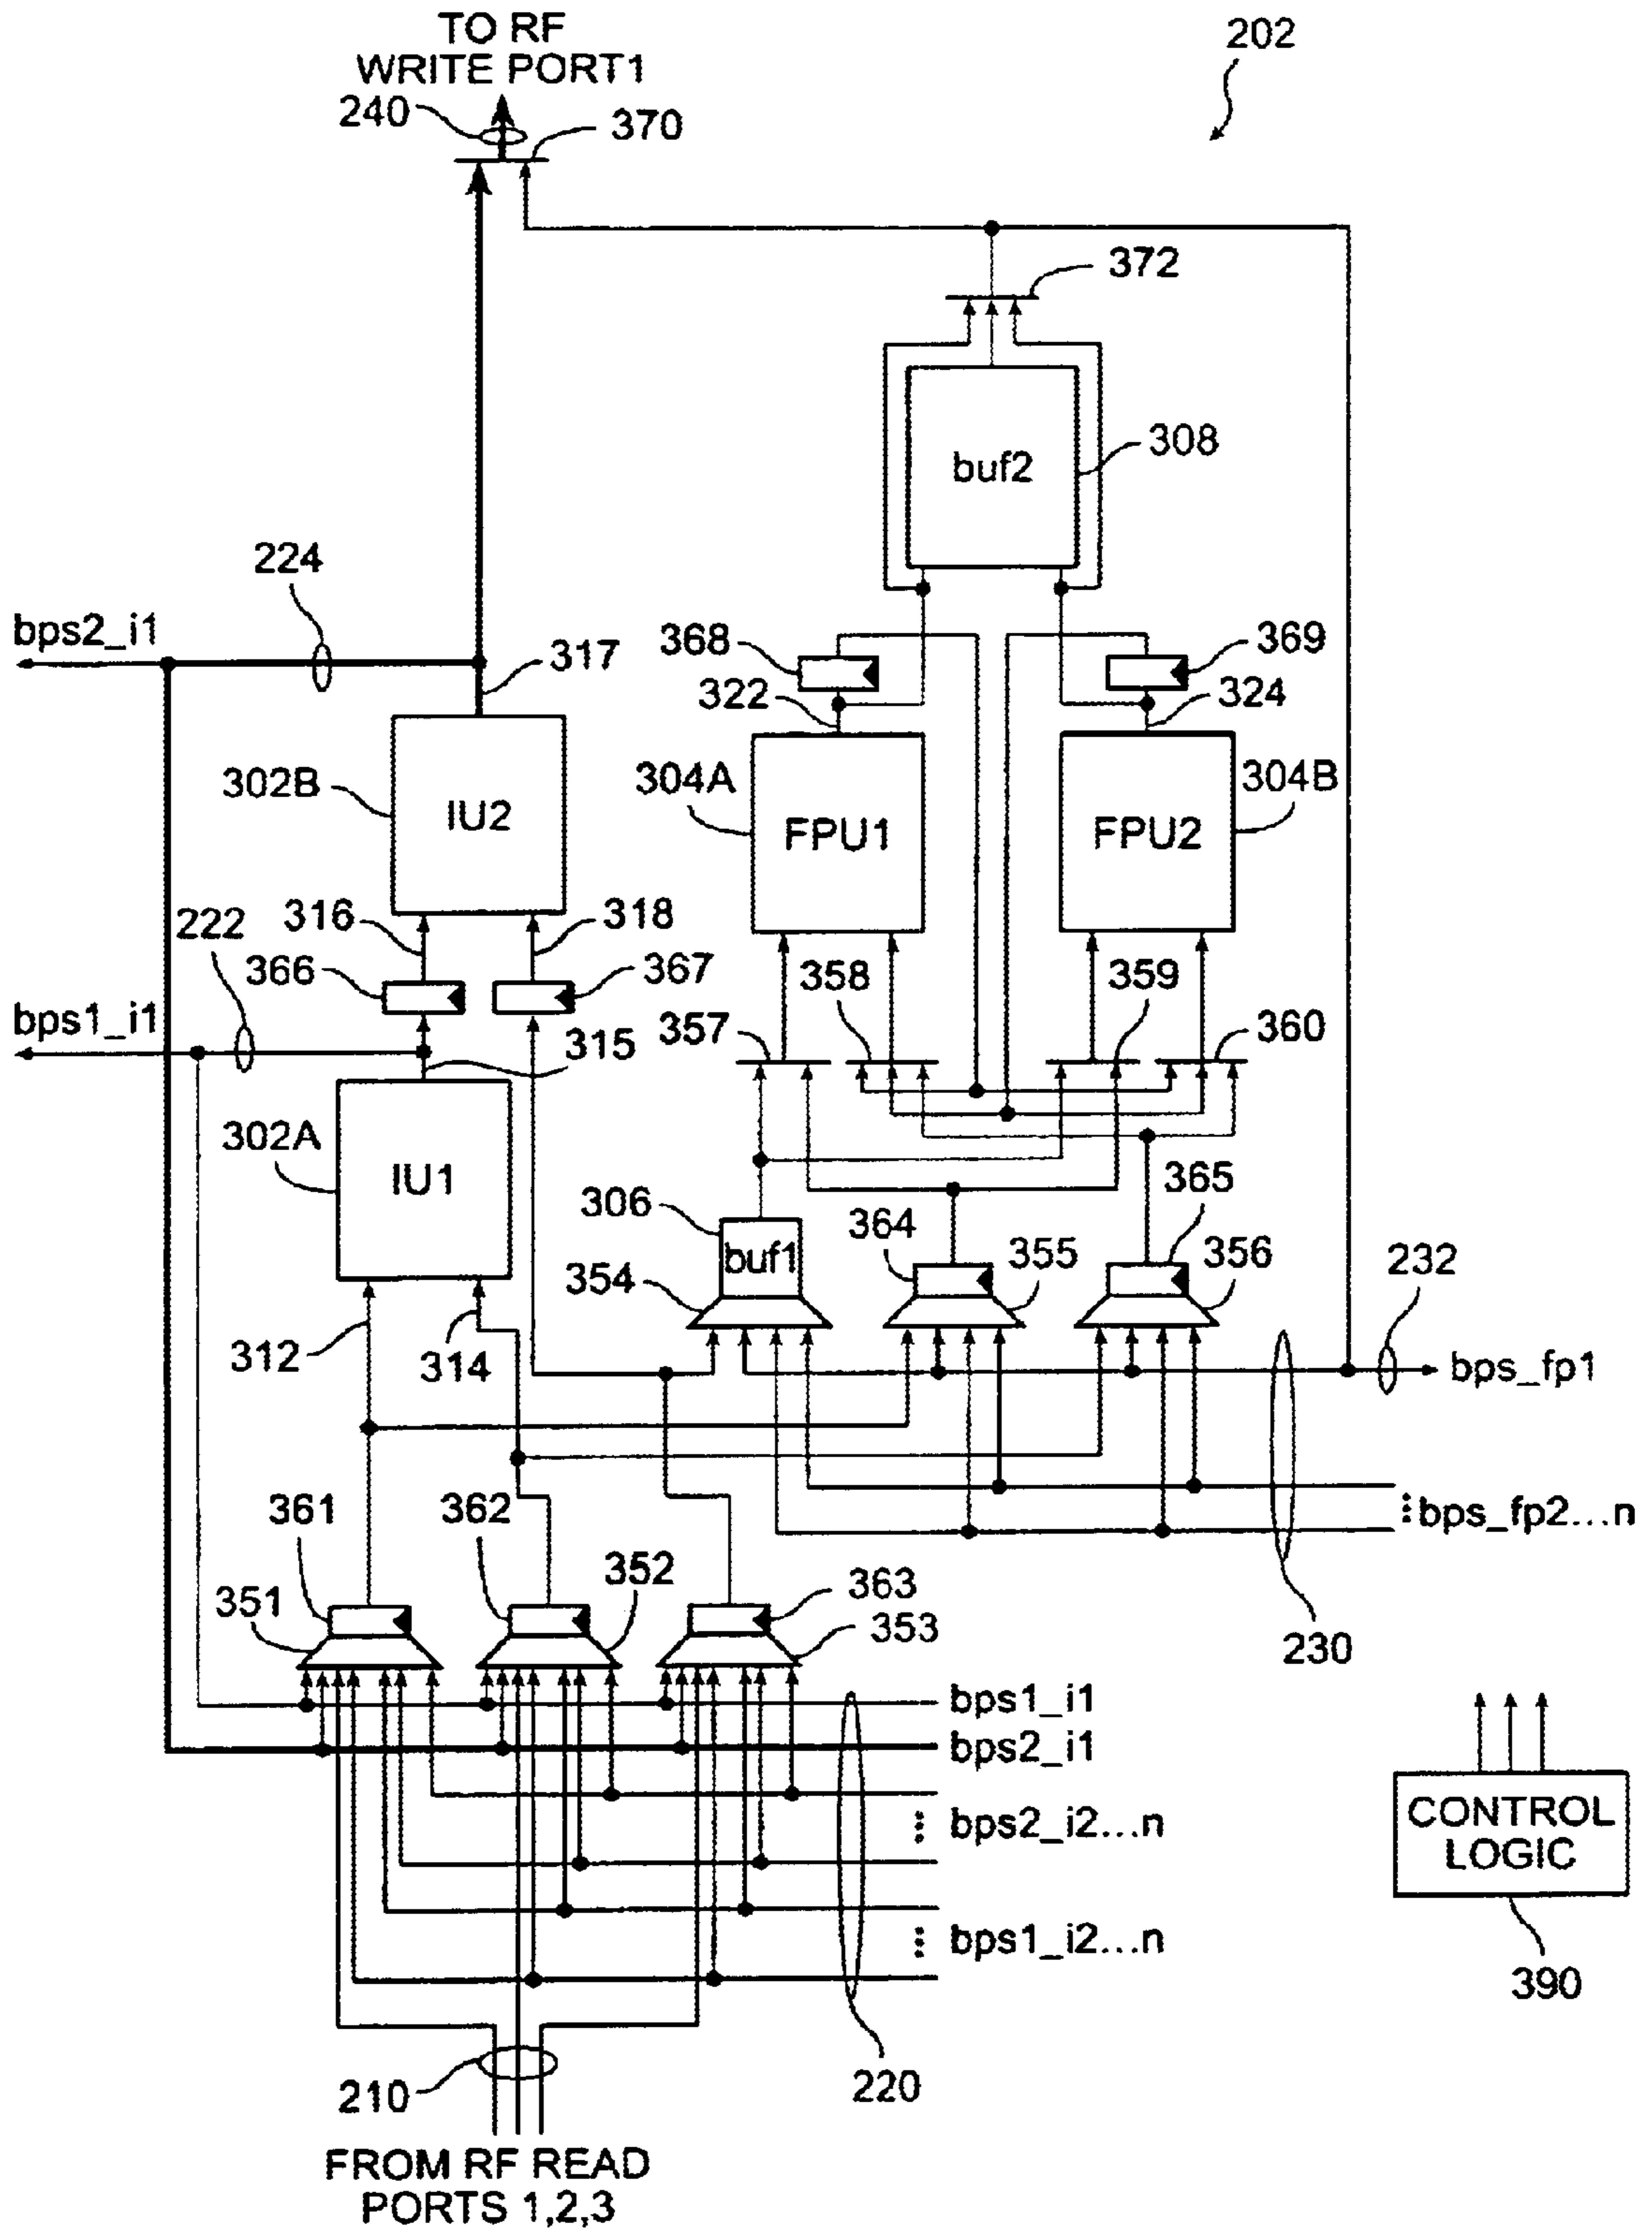 TO RF
WRITE PORT1
202
240
370
372
308
buf2
224
bps2_i1
317
368
369
322
324
302B
IU2
304A
FPU1
304B
FPU2
316
318
222
366
367
358
359
bps1_i1
315
357
360
302A
IU1
306
buf1
365
364
355
356
354
232
312
314
bps_fp1
361
362
bps_fp2...n
352
351
363
353
230
bps1_i1
bps2_i1
bps2_i2...n
CONTROL
LOGIC
bps1_i2...n
390
210
220
FROM RF READ
PORTS 1,2,3